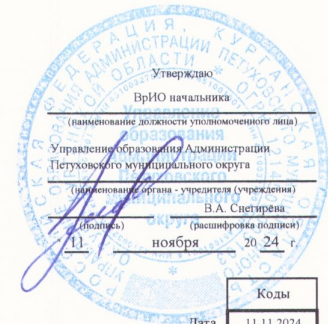 Утверждаю
ВрИО начальника
(наименование должности уполномоченного лица)
Управление образования Администрации
Петуховского муниципального округа
(наименование органа - учредителя (учреждения)
В.А. Снегирёва
(подпись) (расшифровка подписи)
11 ноября 20 24 г.
Коды
Дата 11.11.2024